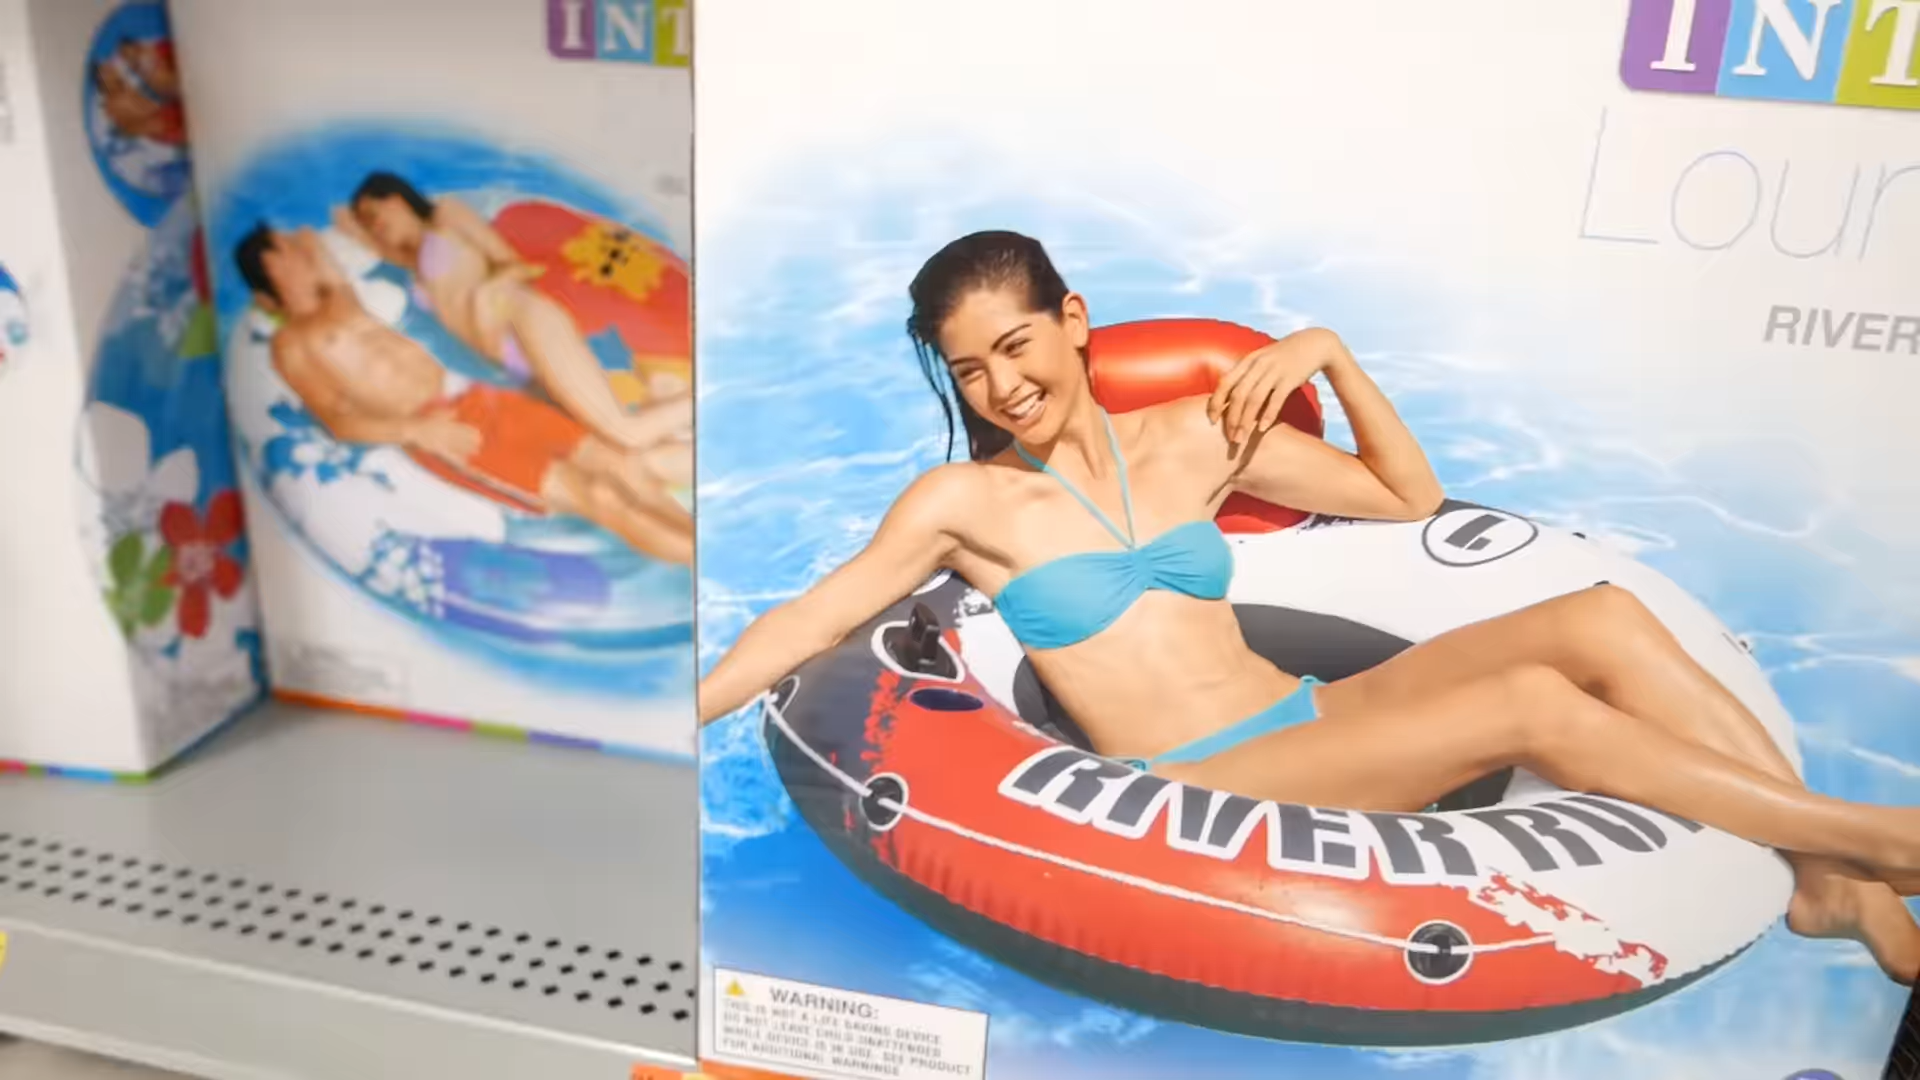 INT
INT
Loun
RIVER
RIVER RU
WARNING:
THIS IS NOT A LIFE SAVING DEVICE
DO NOT LEAVE CHILD UNATTENDED
WHILE DEVICE IS IN USE. SEE PRODUCT
FOR ADDITIONAL WARNINGS